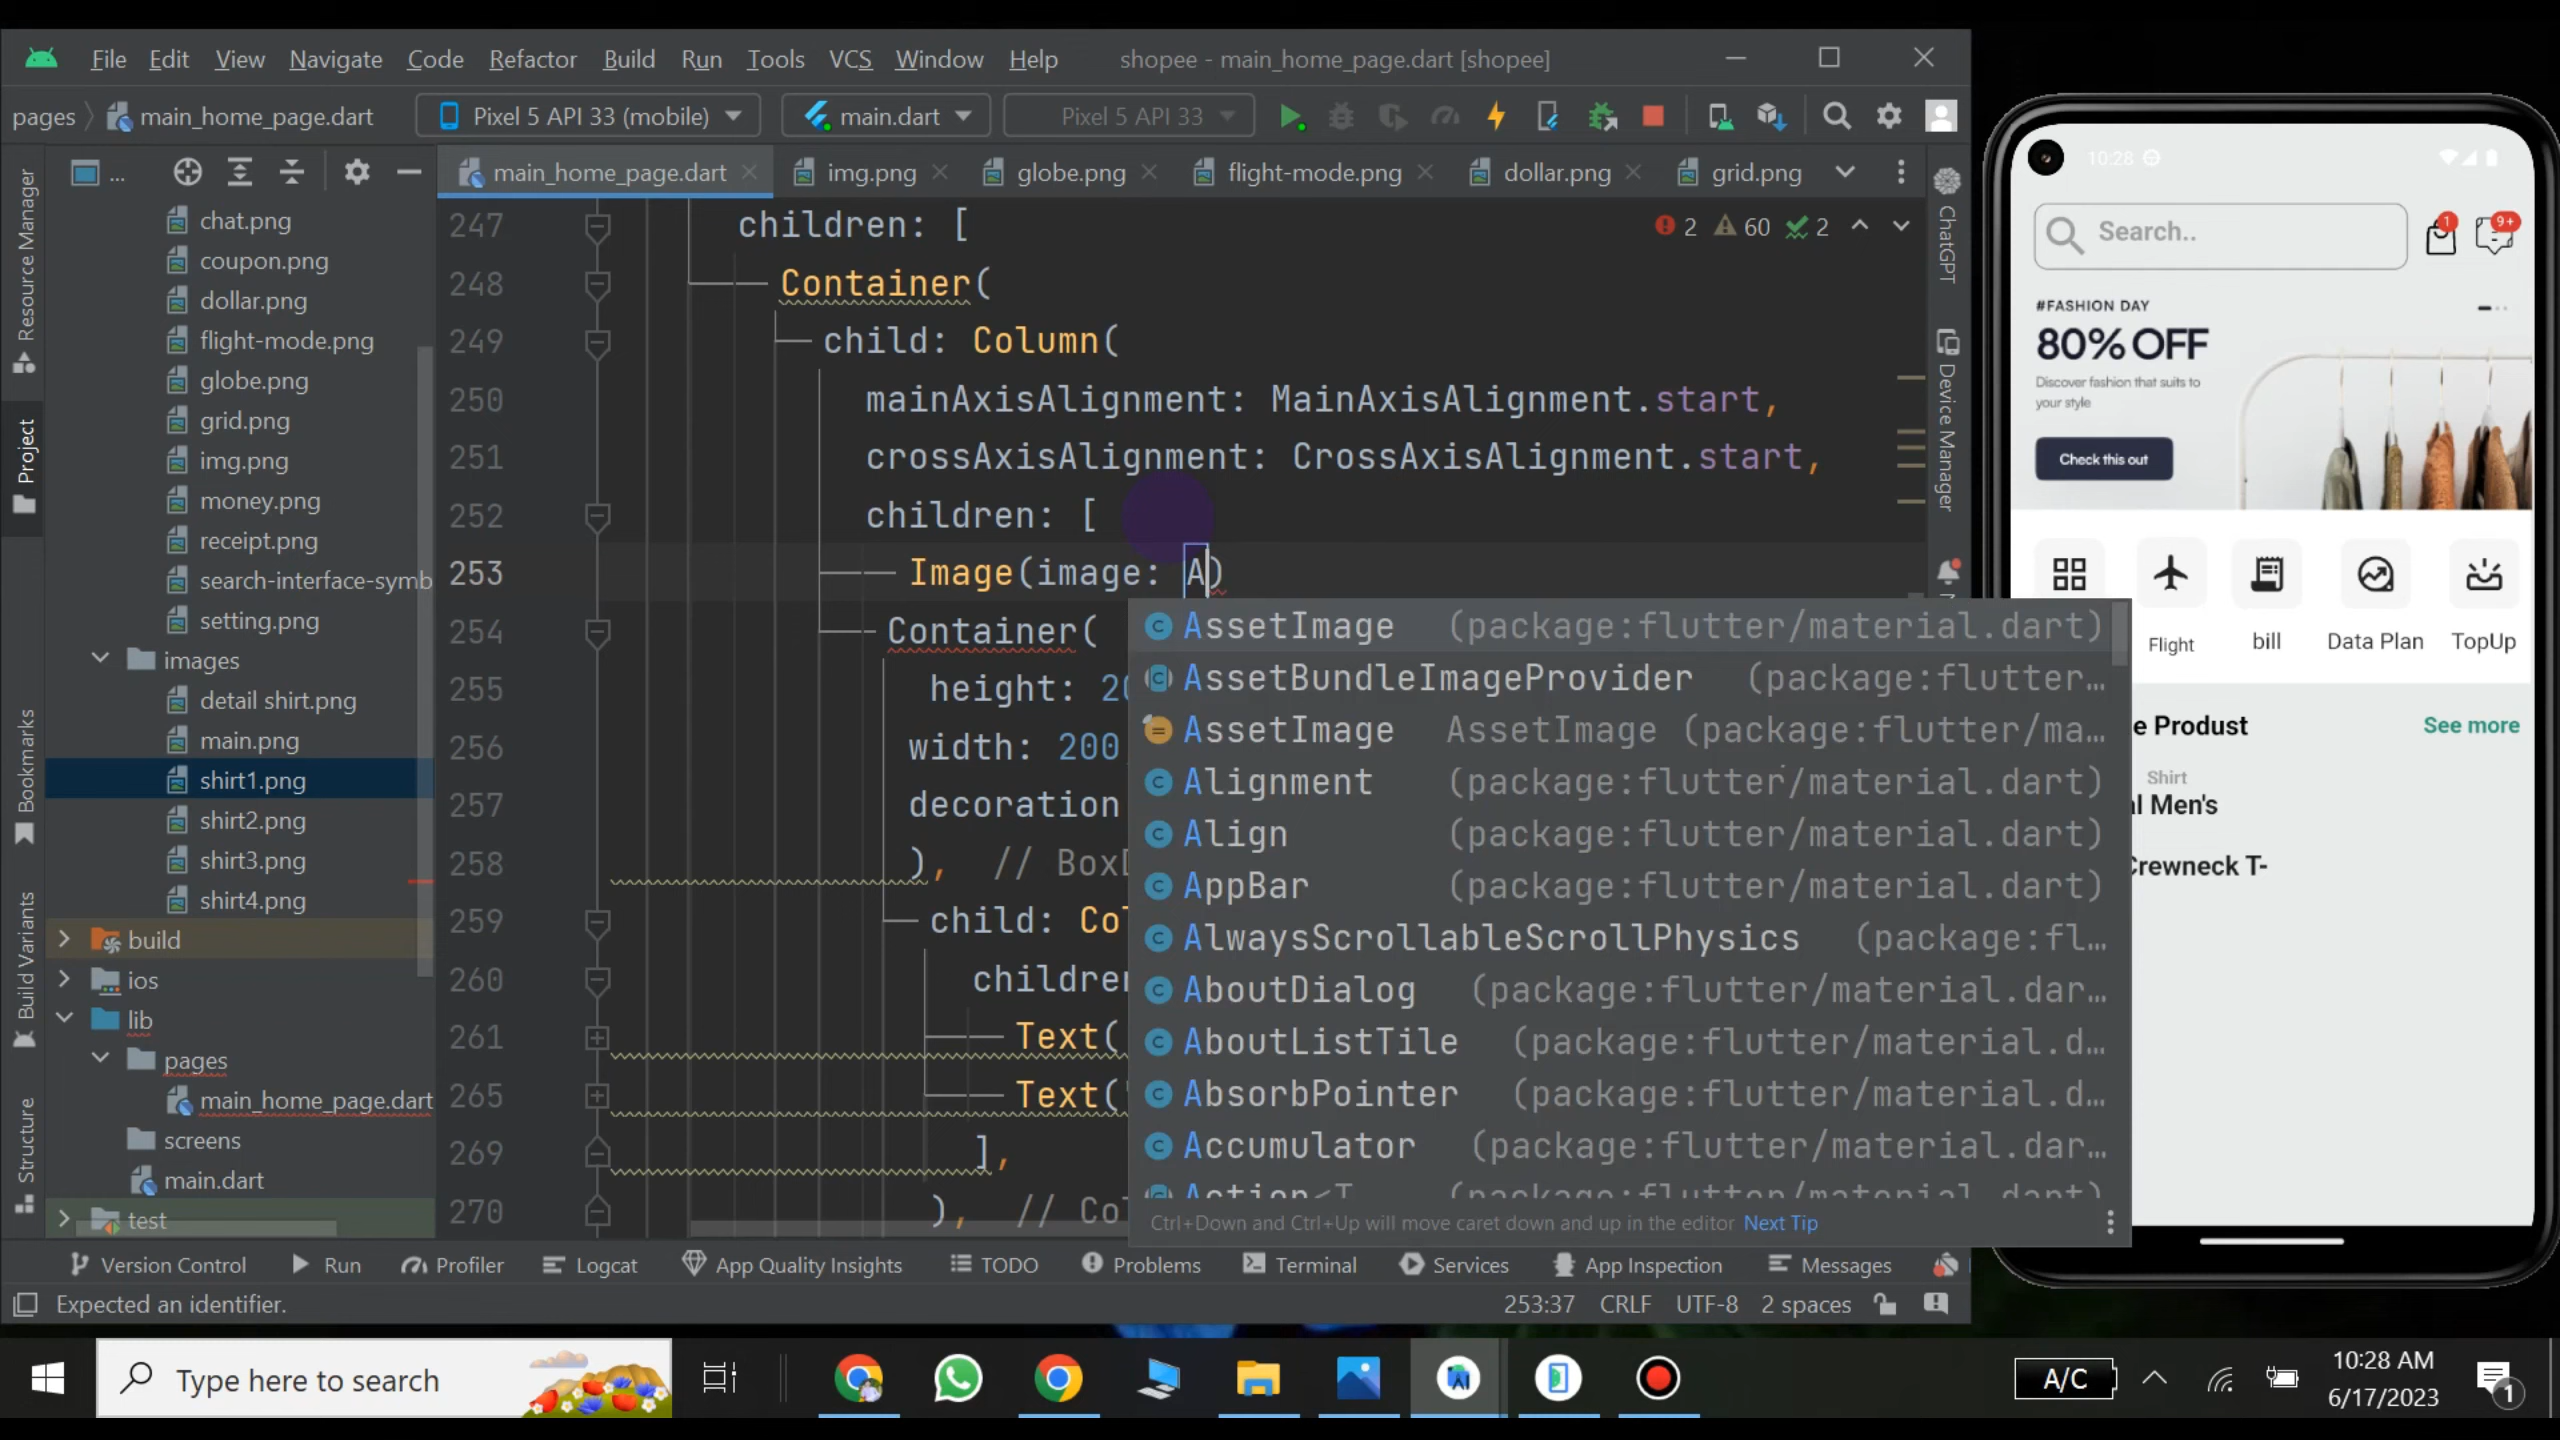 File Edit View Navigate Code Refactor Build Run Tools VCS Window Help shopee - main_home_page.dart [shopee]
pages main_home_page.dart Pixel 5 API 33 (mobile) main.dart Pixel 5 API 33
... main_home_page.dart img.png globe.png flight-mode.png dollar.png grid.png
Resource Manager
Project
Bookmarks
Build Variants
Structure
chat.png
coupon.png
dollar.png
flight-mode.png
globe.png
grid.png
img.png
money.png
receipt.png
search-interface-symb
setting.png
images
detail shirt.png
main.png
shirt1.png
shirt2.png
shirt3.png
shirt4.png
build
ios
lib
pages
main_home_page.dart
screens
main.dart
test
2 60 2
247 children: [
248 Container(
249 child: Column(
250 mainAxisAlignment: MainAxisAlignment.start,
251 crossAxisAlignment: CrossAxisAlignment.start,
252 children: [
253 Image(image: A)
254 Container(
255 height: 20
256 width: 200
257 decoration
258 ), // BoxD
259 child: Col
260 children
261 Text(
265 Text('
269 ],
270 ), // Col
AssetImage (package:flutter/material.dart)
AssetBundleImageProvider (package:flutter...
AssetImage AssetImage (package:flutter/ma...
Alignment (package:flutter/material.dart)
Align (package:flutter/material.dart)
AppBar (package:flutter/material.dart)
AlwaysScrollableScrollPhysics (package:fl...
AboutDialog (package:flutter/material.dar...
AboutListTile (package:flutter/material.d...
AbsorbPointer (package:flutter/material.d...
Accumulator (package:flutter/material.dar...
Action<T (package:flutter/material.dart)
Ctrl+Down and Ctrl+Up will move caret down and up in the editor Next Tip
ChatGPT
Device Manager
10:28
Search..
1
9+
#FASHION DAY
80% OFF
Discover fashion that suits to
your style
Check this out
Flight bill Data Plan TopUp
e Product See more
Shirt
l Men's
Crewneck T-
Version Control Run Profiler Logcat App Quality Insights TODO Problems Terminal Services App Inspection Messages
Expected an identifier. 253:37 CRLF UTF-8 2 spaces
Type here to search
A/C
10:28 AM
6/17/2023
1